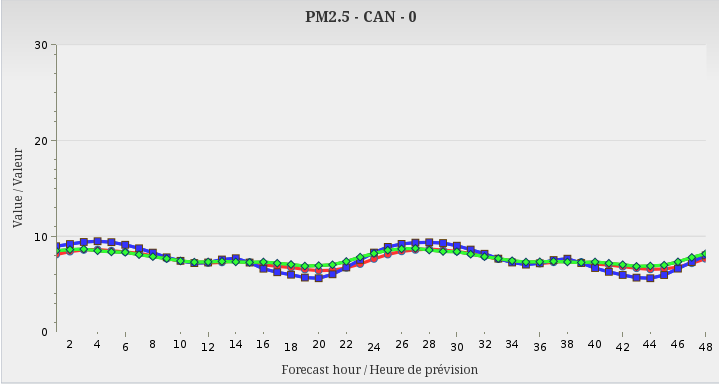 PM2.5 - CAN - 0
Value / Valeur
30
20
10
0
2 4 6 8 10 12 14 16 18 20 22 24 26 28 30 32 34 36 38 40 42 44 46 48
Forecast hour / Heure de prévision